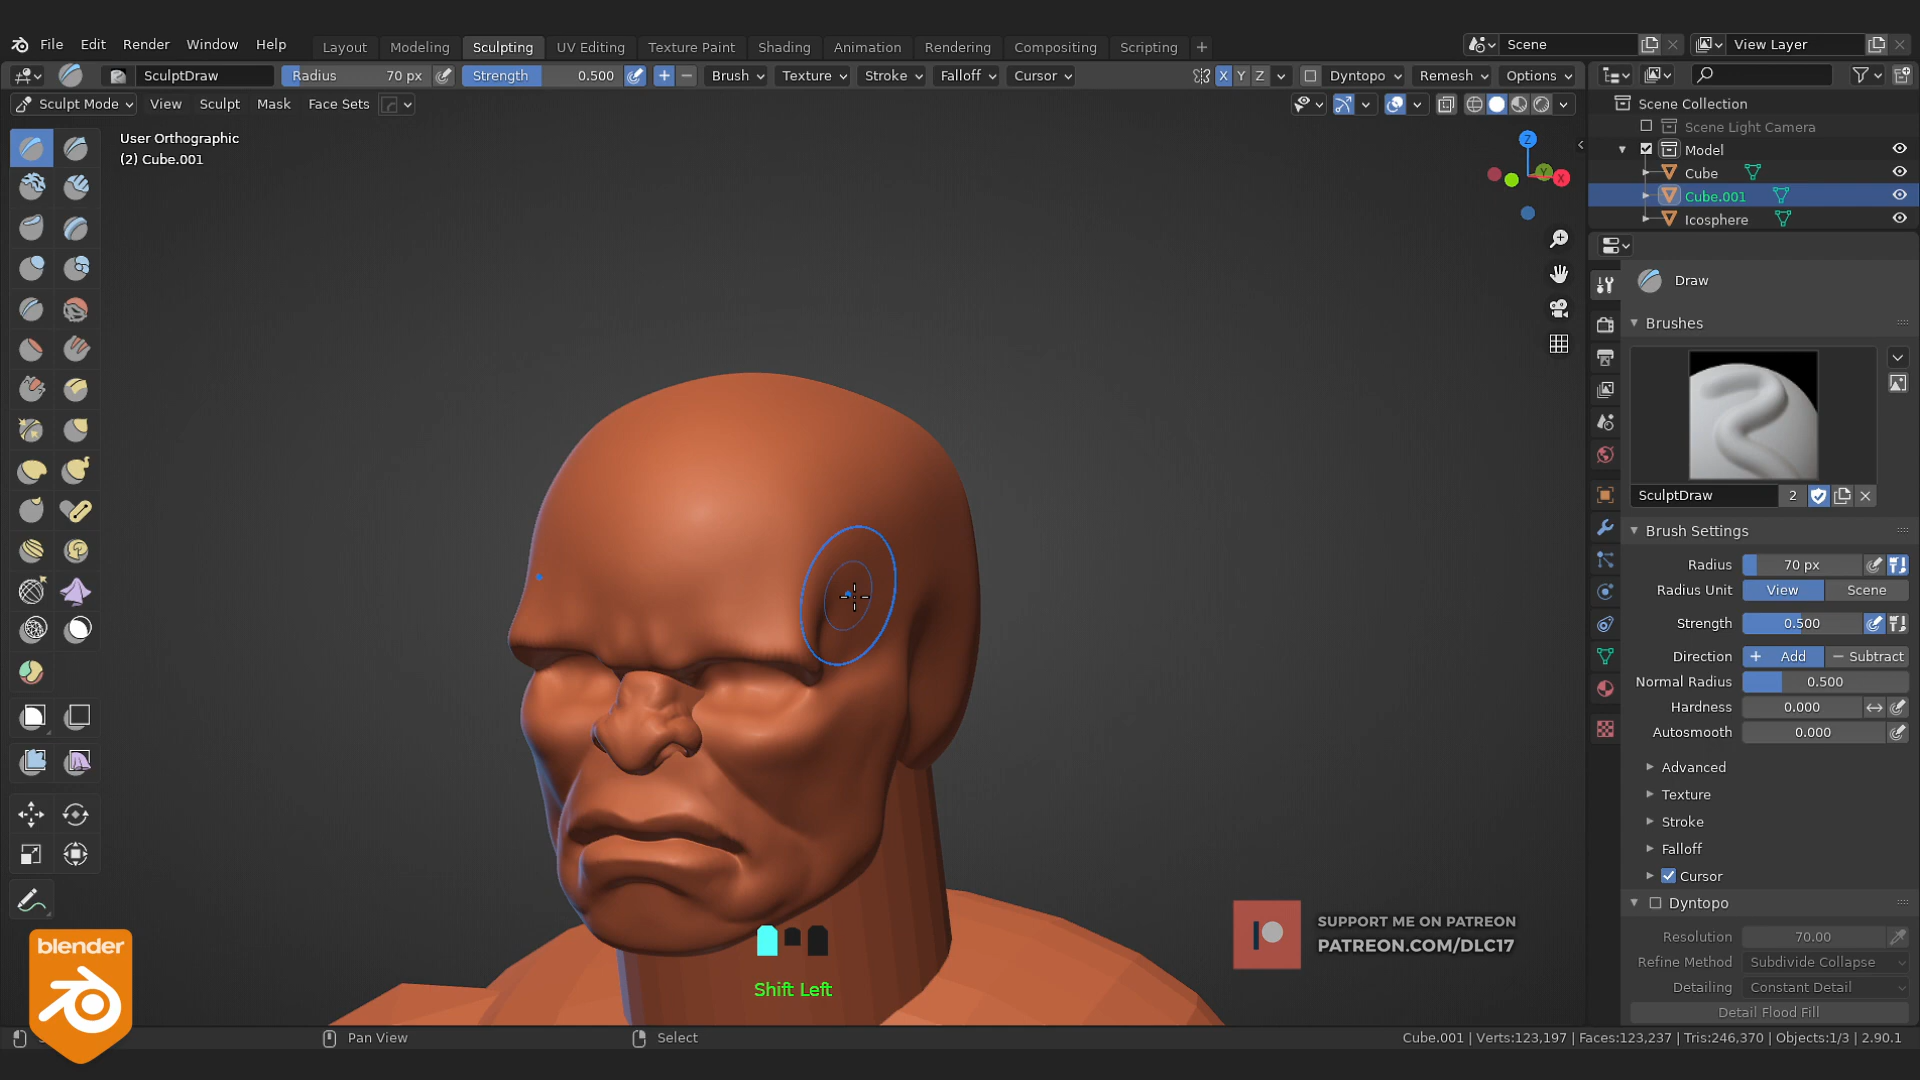 File Edit Render Window Help
Layout Modeling Sculpting UV Editing Texture Paint Shading Animation Rendering Compositing Scripting +
Scene
View Layer
SculptDraw
Radius 70 px
Strength 0.500
+ −
Brush Texture Stroke Falloff Cursor
X Y Z
Dyntopo Remesh Options
Sculpt Mode View Sculpt Mask Face Sets
User Orthographic
(2) Cube.001
Z
Y
X
Scene Collection
Scene Light Camera
Model
Cube
Cube.001
Icosphere
Draw
Brushes
SculptDraw 2
Brush Settings
Radius 70 px
Radius Unit View Scene
Strength 0.500
Direction + Add − Subtract
Normal Radius 0.500
Hardness 0.000
Autosmooth 0.000
Advanced
Texture
Stroke
Falloff
Cursor
Dyntopo
Resolution 70.00
Refine Method Subdivide Collapse
Detailing Constant Detail
Detail Flood Fill
SUPPORT ME ON PATREON
PATREON.COM/DLC17
Shift Left
blender
Pan View
Select
Cube.001 | Verts:123,197 | Faces:123,237 | Tris:246,370 | Objects:1/3 | 2.90.1